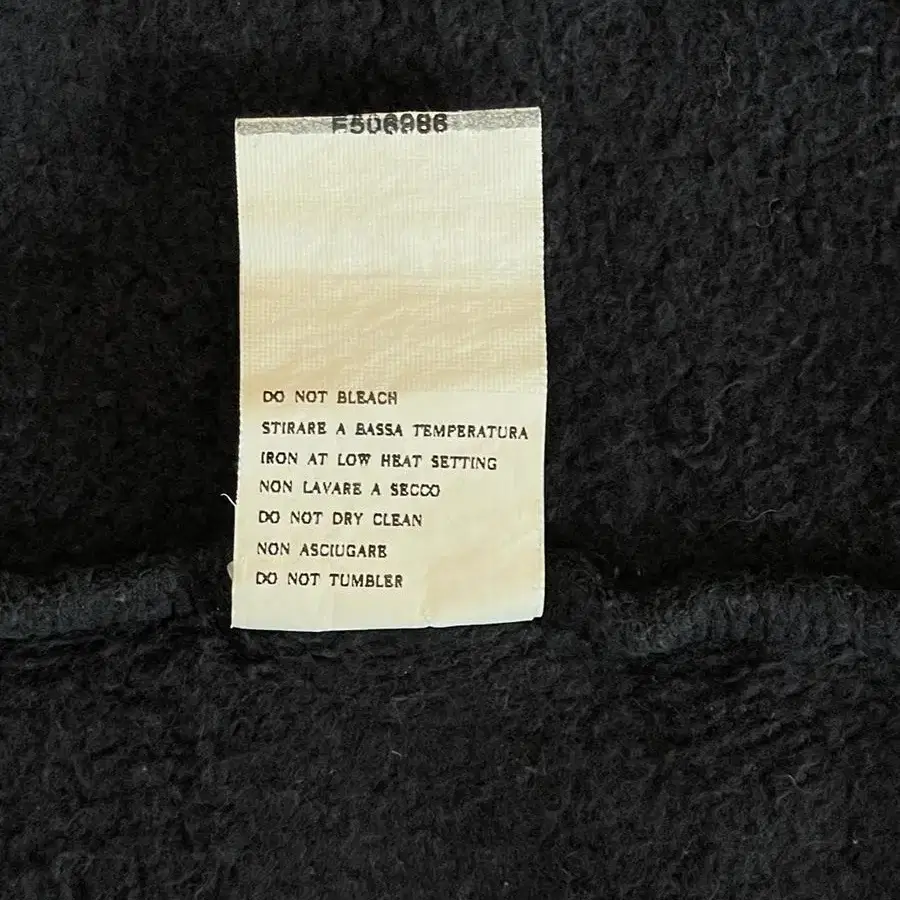 DO NOT BLEACH
STIRARE A BASSA TEMPERATURA
IRON AT LOW HEAT SETTING
NON LAVARE A SECCO
DO NOT DRY CLEAN
NON ASCIUGARE
DO NOT TUMBLER